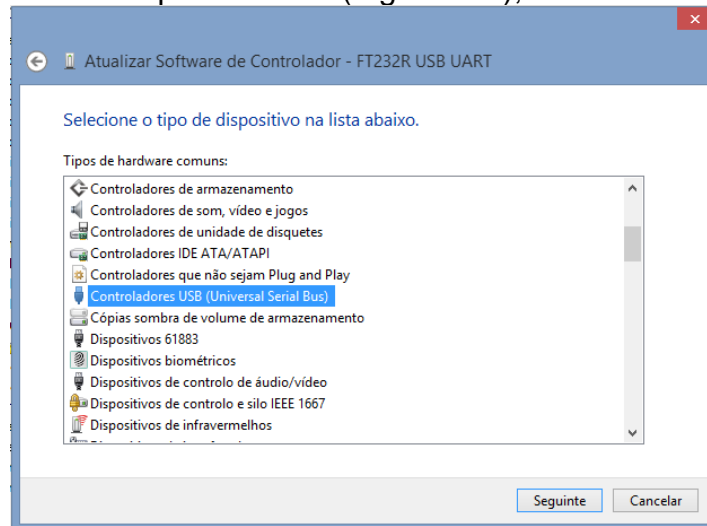 Atualizar Software de Controlador - FT232R USB UART
Selecione o tipo de dispositivo na lista abaixo.
Tipos de hardware comuns:
Controladores de armazenamento
Controladores de som, vídeo e jogos
Controladores de unidade de disquetes
Controladores IDE ATA/ATAPI
Controladores que não sejam Plug and Play
Controladores USB (Universal Serial Bus)
Cópias sombra de volume de armazenamento
Dispositivos 61883
Dispositivos biométricos
Dispositivos de controlo de áudio/vídeo
Dispositivos de controlo e silo IEEE 1667
Dispositivos de infravermelhos
Seguinte Cancelar